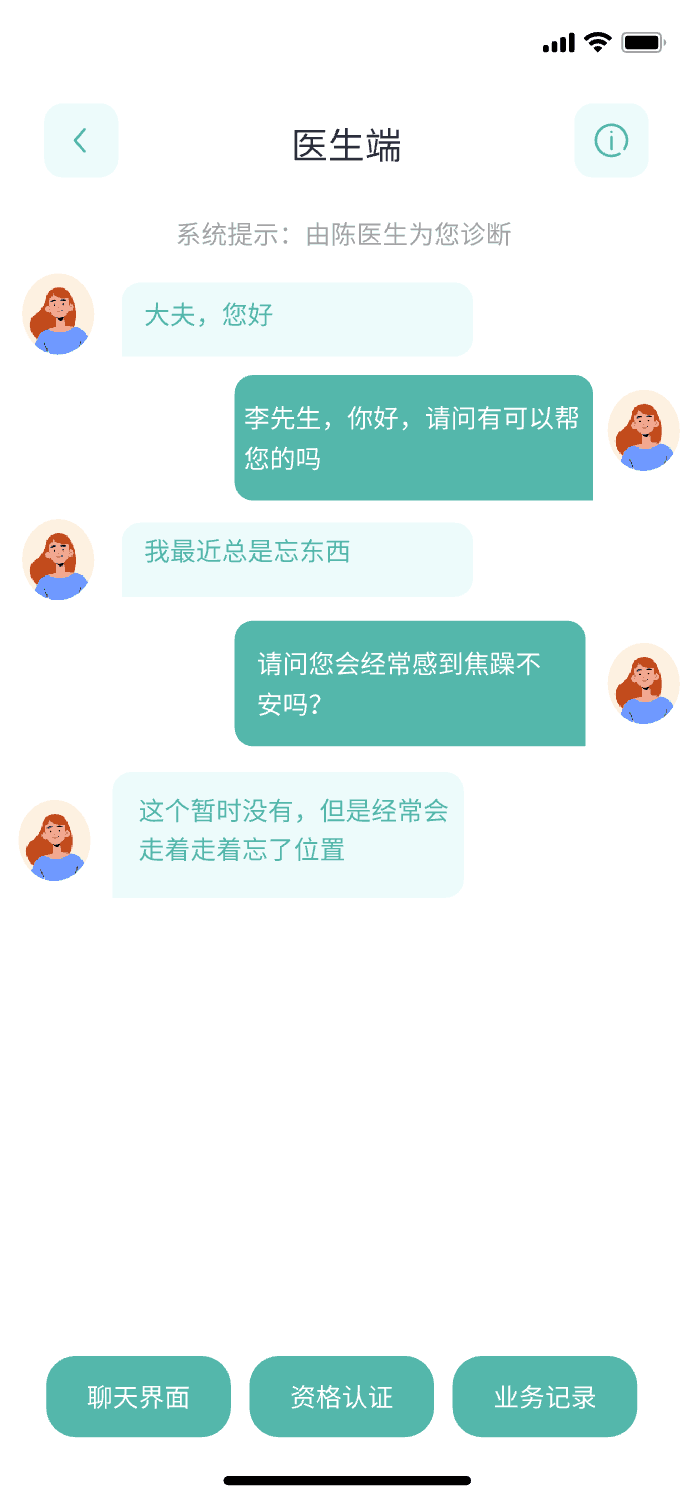 医生端
系统提示：由陈医生为您诊断
大夫，您好
李先生，你好，请问有可以帮
您的吗
我最近总是忘东西
请问您会经常感到焦躁不
安吗？
这个暂时没有，但是经常会
走着走着忘了位置
聊天界面
资格认证
业务记录